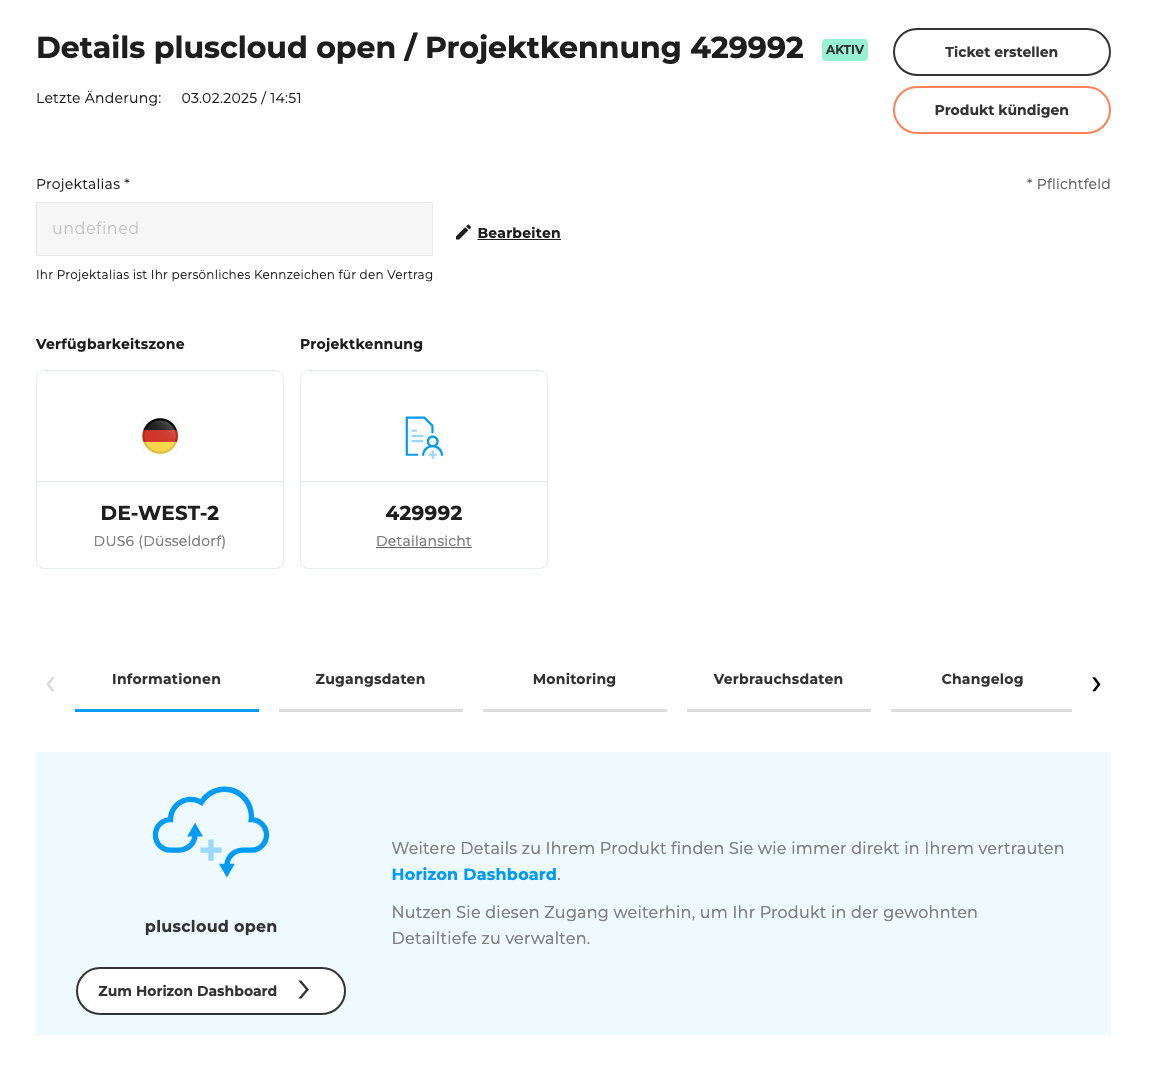 Details pluscloud open / Projektkennung 429992 AKTIV
Ticket erstellen
Letzte Änderung: 03.02.2025 / 14:51
Produkt kündigen
Projektalias *
* Pflichtfeld
undefined
Bearbeiten
Ihr Projektalias ist Ihr persönliches Kennzeichen für den Vertrag
Verfügbarkeitszone
Projektkennung
DE-WEST-2
DUS6 (Düsseldorf)
429992
Detailansicht
Informationen
Zugangsdaten
Monitoring
Verbrauchsdaten
Changelog
pluscloud open
Zum Horizon Dashboard
Weitere Details zu Ihrem Produkt finden Sie wie immer direkt in Ihrem vertrauten
Horizon Dashboard.
Nutzen Sie diesen Zugang weiterhin, um Ihr Produkt in der gewohnten
Detailtiefe zu verwalten.